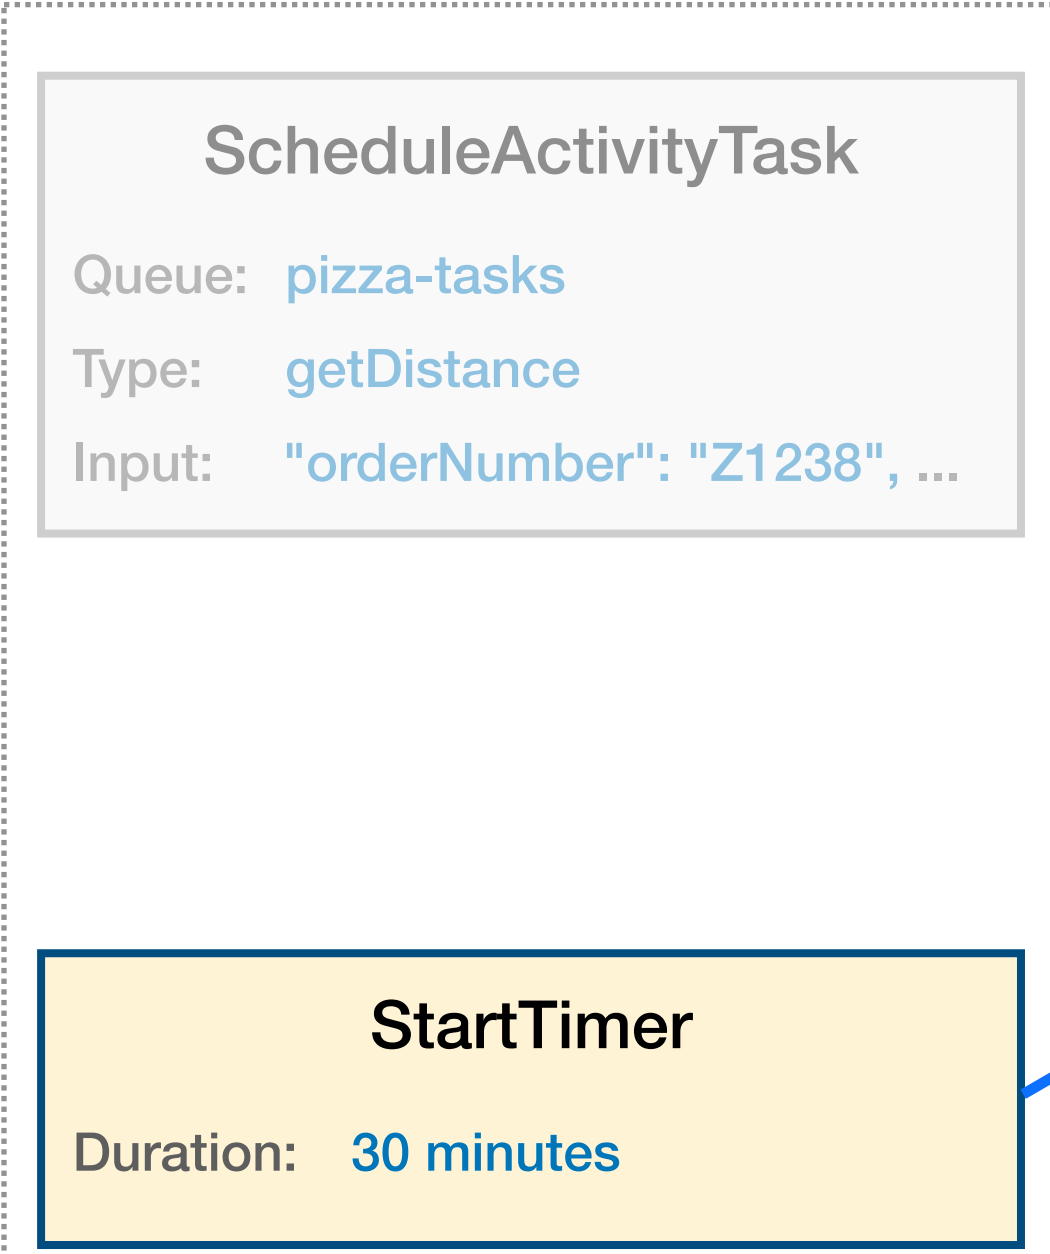 ScheduleActivityTask
Queue: pizza-tasks
Type: getDistance
Input: "orderNumber": "Z1238", ...
StartTimer
Duration: 30 minutes